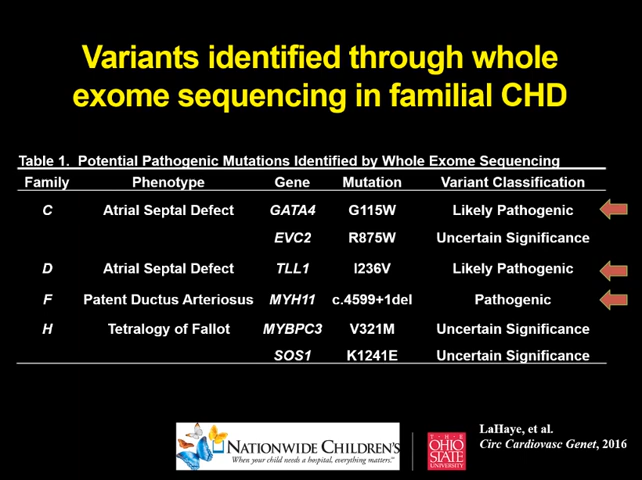 Variants identified through whole
exome sequencing in familial CHD
Table 1. Potential Pathogenic Mutations Identified by Whole Exome Sequencing
Family Phenotype Gene Mutation Variant Classification
C Atrial Septal Defect GATA4 G115W Likely Pathogenic
EVC2 R875W Uncertain Significance
D Atrial Septal Defect TLL1 I236V Likely Pathogenic
F Patent Ductus Arteriosus MYH11 c.4599+1del Pathogenic
H Tetralogy of Fallot MYBPC3 V321M Uncertain Significance
SOS1 K1241E Uncertain Significance
NATIONWIDE CHILDREN'S
When your child needs a hospital, everything matters.
T·H·E
OHIO
STATE
UNIVERSITY
LaHaye, et al.
Circ Cardiovasc Genet, 2016